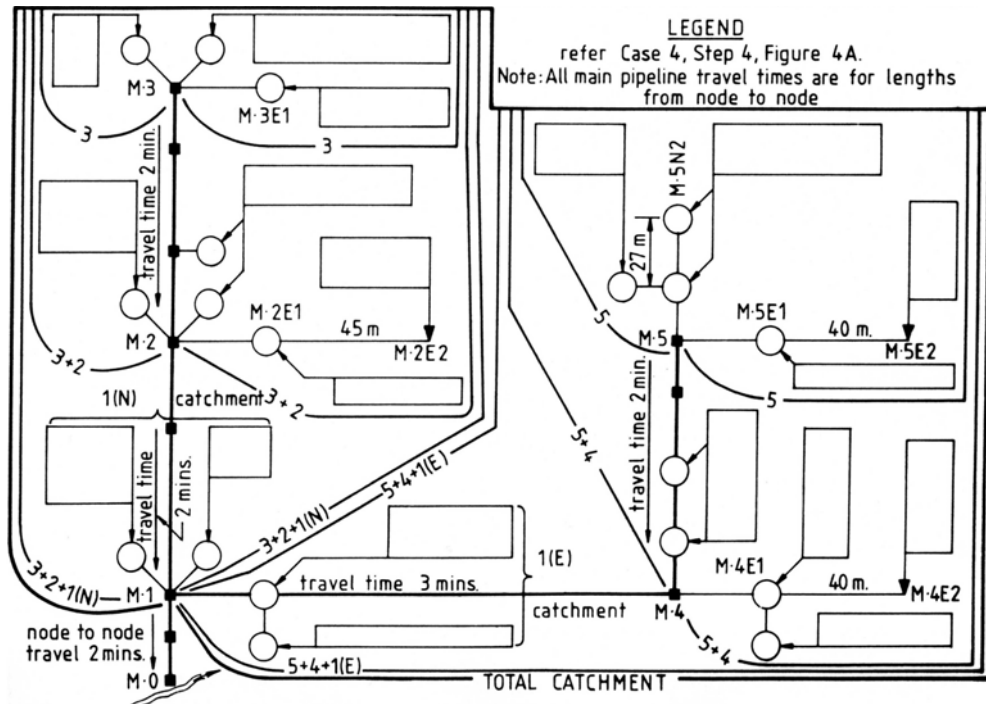 LEGEND
refer Case 4, Step 4, Figure 4A.
Note: All main pipeline travel times are for lengths
from node to node
M·3
M·3E1
3
3
travel time 2 min.
M·2E1
45 m
M·2
M·2E2
3+2
3+2
1(N)
catchment
travel time
2 mins.
3+2+1(N)
5+4+1(E)
3+2+1(N)
M·1
travel time 3 mins.
1(E)
catchment
node to node
travel 2mins.
M·0
5+4+1(E)
TOTAL CATCHMENT
M·5N2
27 m
5
M·5
M·5E1
40 m.
M·5E2
5
5+4
travel time 2 min.
M·4E1
40 m.
M·4
M·4E2
5+4